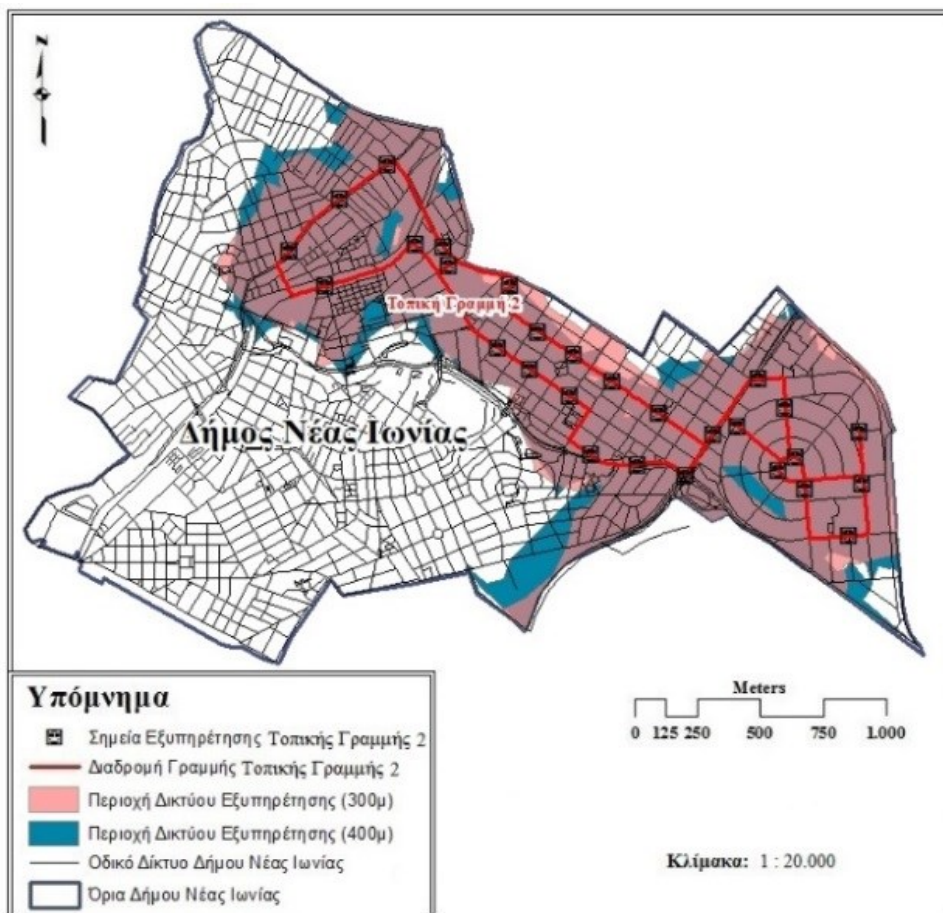 N
Τοπική Γραμμή 2
Δήμος Νέας Ιωνίας
Υπόμνημα
Σημεία Εξυπηρέτησης Τοπικής Γραμμής 2
Διαδρομή Γραμμής Τοπικής Γραμμής 2
Περιοχή Δικτύου Εξυπηρέτησης (300μ)
Περιοχή Δικτύου Εξυπηρέτησης (400μ)
Οδικό Δίκτυο Δήμου Νέας Ιωνίας
Όρια Δήμου Νέας Ιωνίας
Meters
0 125 250 500 750 1.000
Κλίμακα: 1 : 20.000